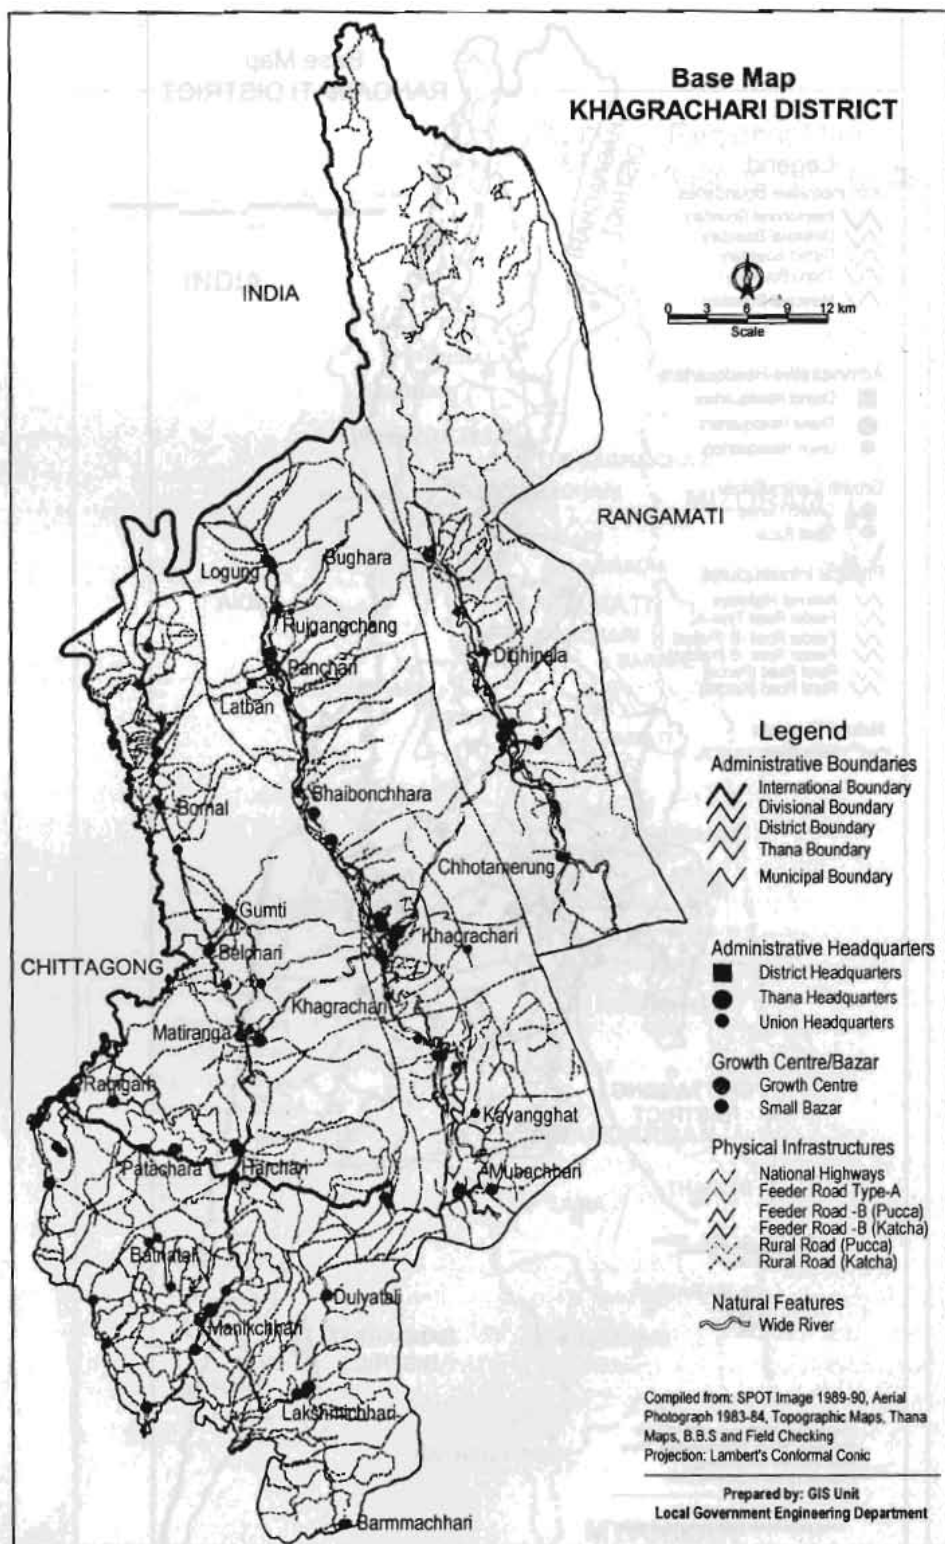 Base Map
KHAGRACHARI DISTRICT
INDIA
0 3 6 9 12 km
Scale
RANGAMATI
Logung
Bughara
Rujgangchang
Panchari
Dighinala
Latban
Bhaibonchhara
Bornal
Chhotamerung
Gumti
Khagrachari
Belchari
CHITTAGONG
Khagrachari
Matiranga
Ramgarh
Kayangghat
Patachara
Harchari
Mubachhari
Batnatali
Dulyatali
Manikchhari
Lakshmichhari
Barmmachhari
Legend
Administrative Boundaries
International Boundary
Divisional Boundary
District Boundary
Thana Boundary
Municipal Boundary
Administrative Headquarters
District Headquarters
Thana Headquarters
Union Headquarters
Growth Centre/Bazar
Growth Centre
Small Bazar
Physical Infrastructures
National Highways
Feeder Road Type-A
Feeder Road -B (Pucca)
Feeder Road -B (Katcha)
Rural Road (Pucca)
Rural Road (Katcha)
Natural Features
Wide River
Compiled from: SPOT Image 1989-90, Aerial
Photograph 1983-84, Topographic Maps, Thana
Maps, B.B.S and Field Checking
Projection: Lambert's Conformal Conic
Prepared by: GIS Unit
Local Government Engineering Department